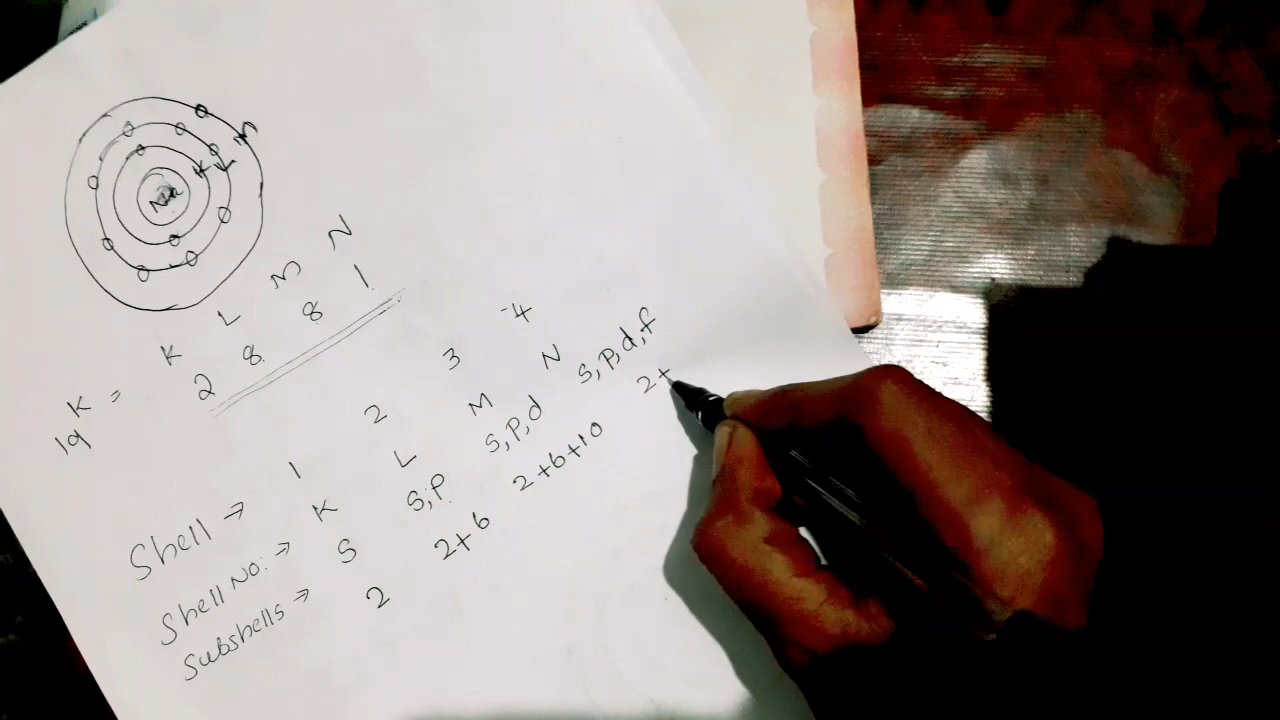 K
L
M
K L M N
19 K = 2 8 8 1
Shell → 1 2 3 4
Shell No: → K L M N
Subshells → S S,P S,P,d S,P,d,f
2 2+6 2+6+10 2+